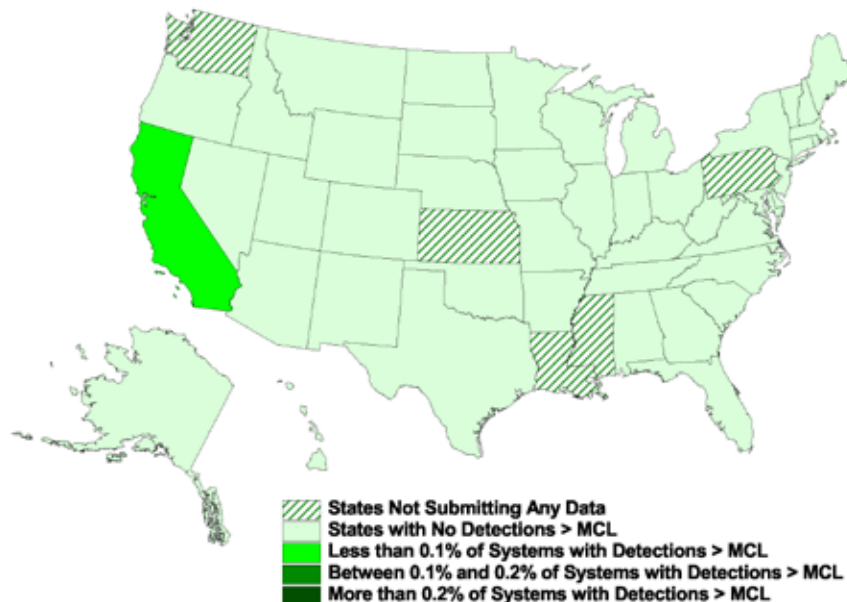 States Not Submitting Any Data
States with No Detections > MCL
Less than 0.1% of Systems with Detections > MCL
Between 0.1% and 0.2% of Systems with Detections > MCL
More than 0.2% of Systems with Detections > MCL